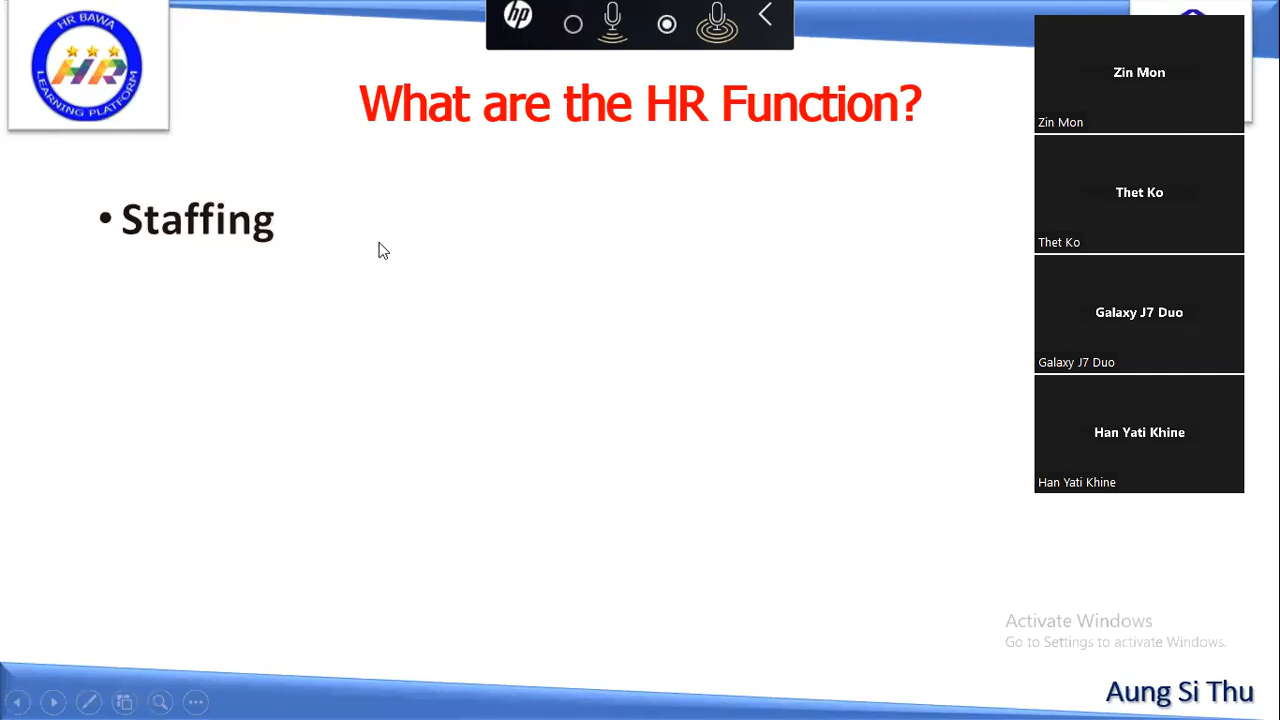 HR BAWA
HR
LEARNING PLATFORM
hp
What are the HR Function?
• Staffing
Zin Mon
Zin Mon
Thet Ko
Thet Ko
Galaxy J7 Duo
Galaxy J7 Duo
Han Yati Khine
Han Yati Khine
Activate Windows
Go to Settings to activate Windows.
Aung Si Thu